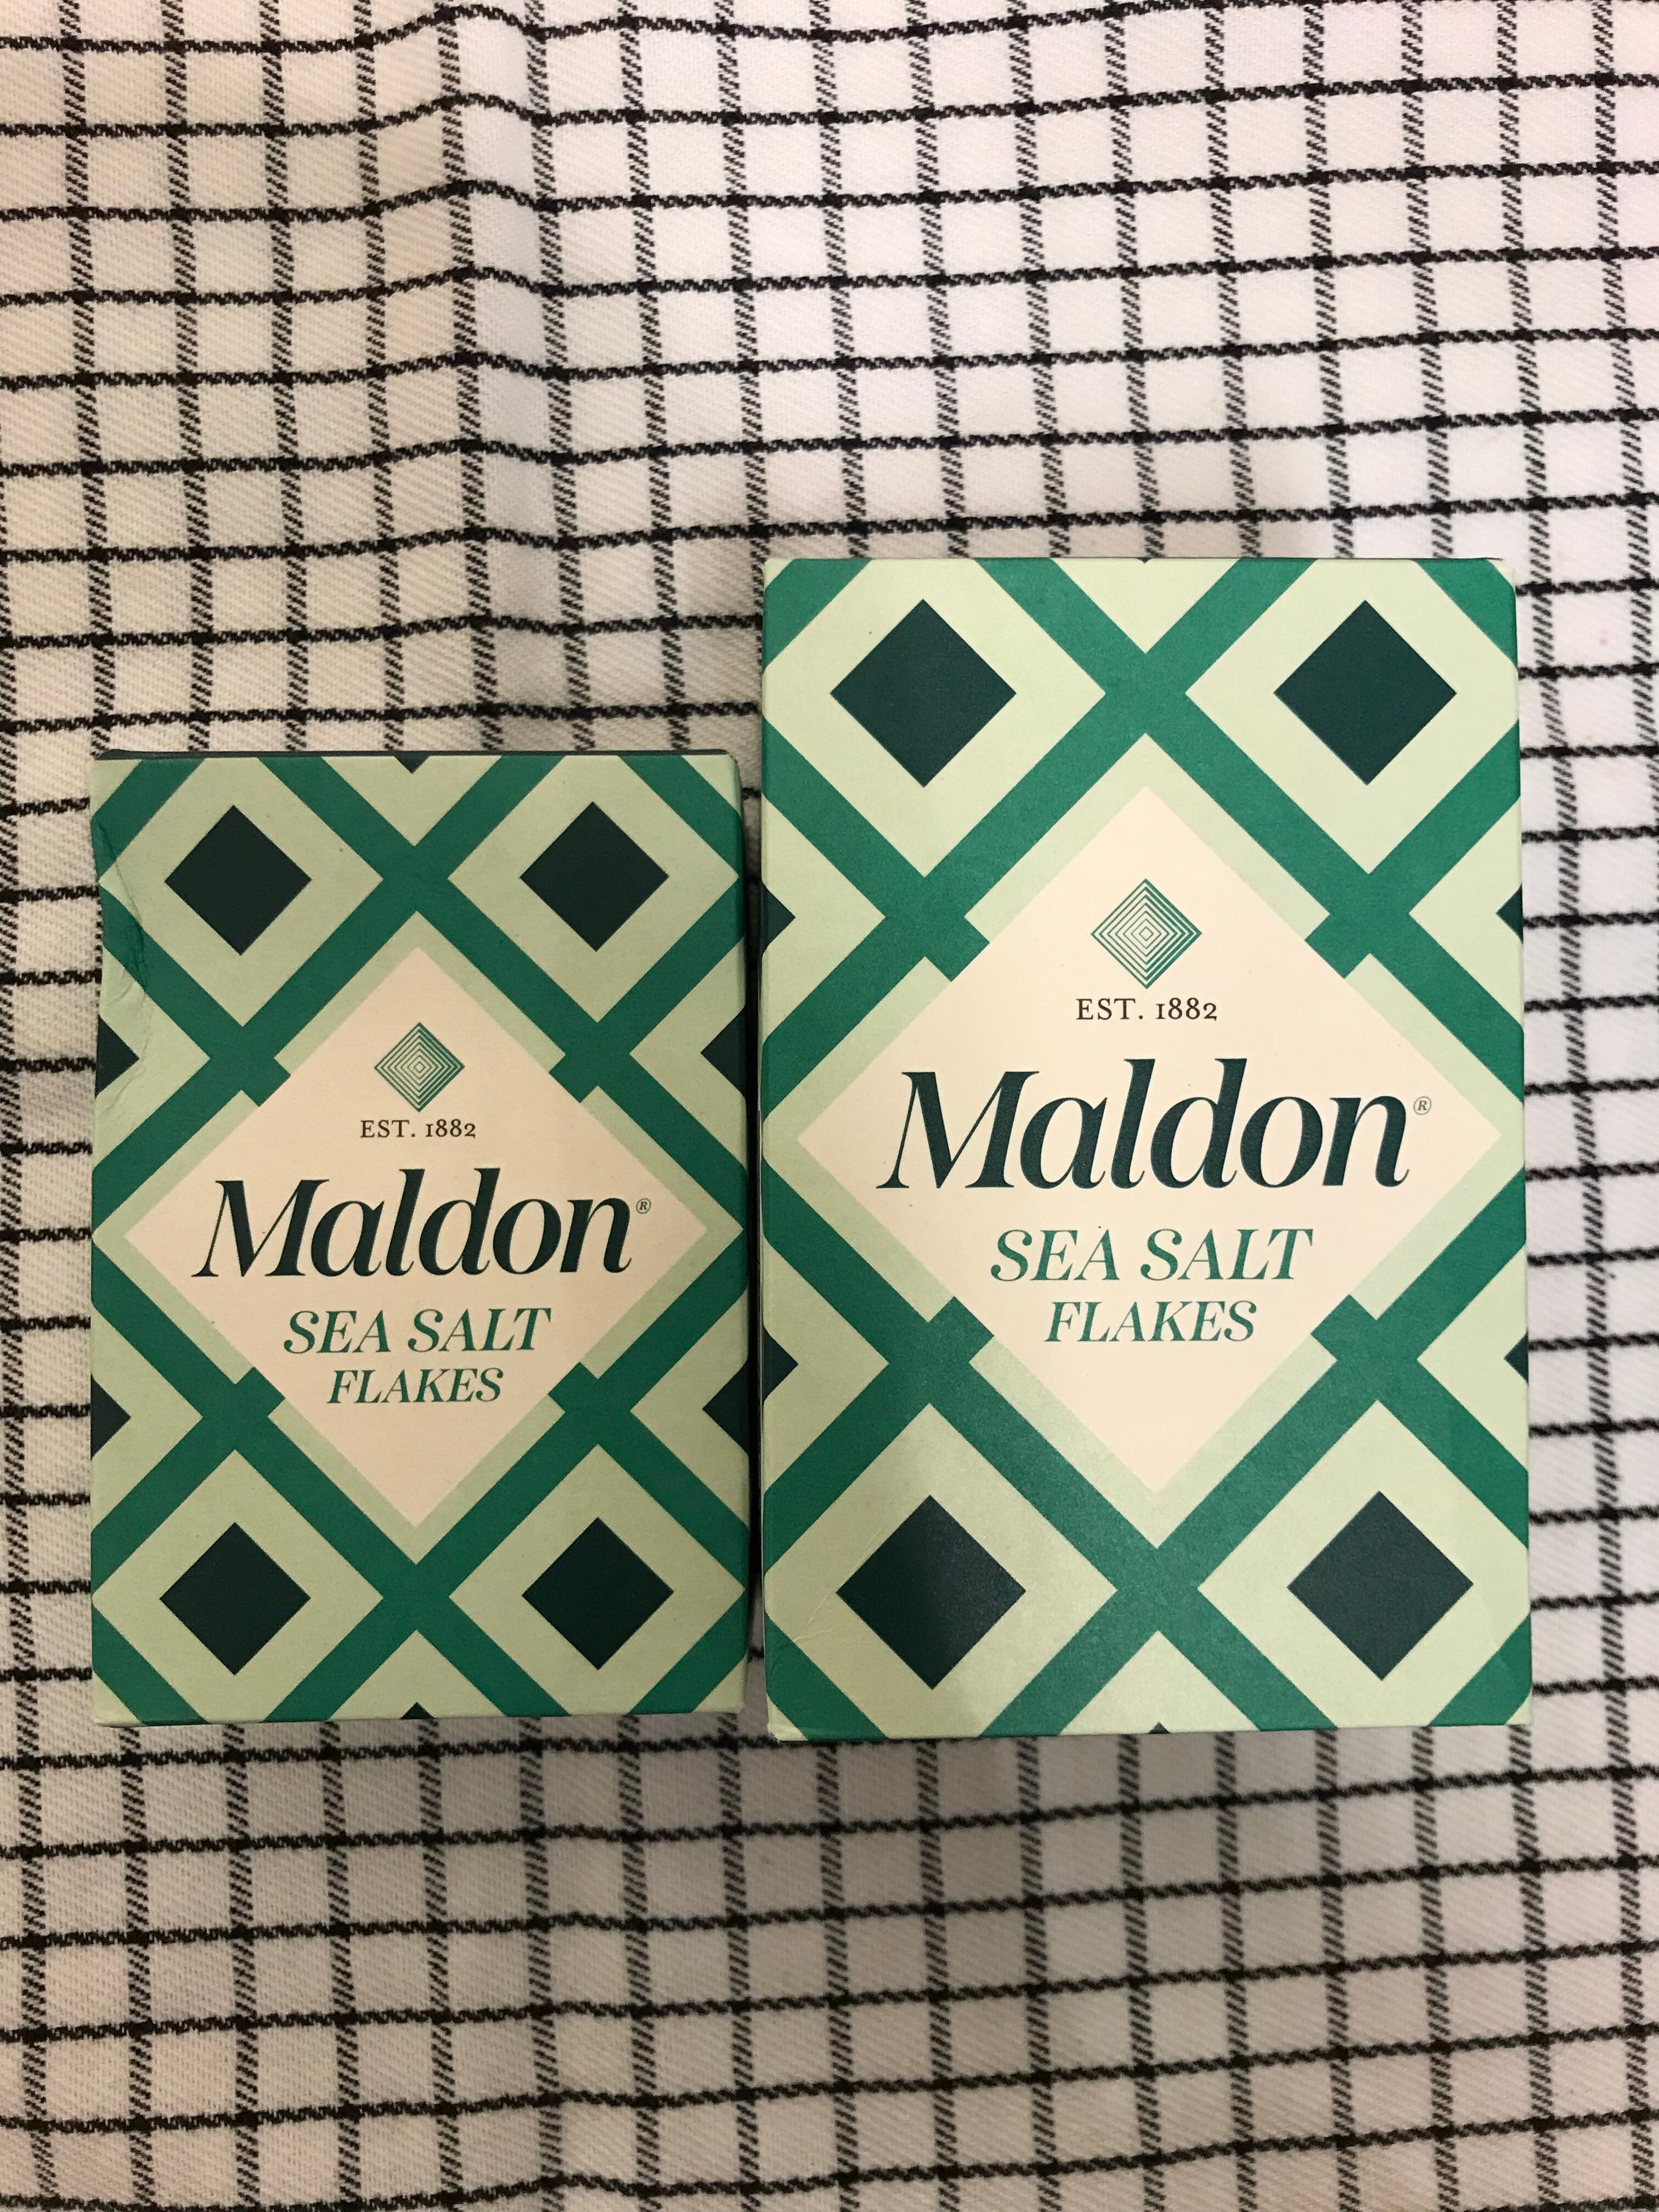 EST. 1882
Maldon®
SEA SALT
FLAKES
EST. 1882
Maldon®
SEA SALT
FLAKES